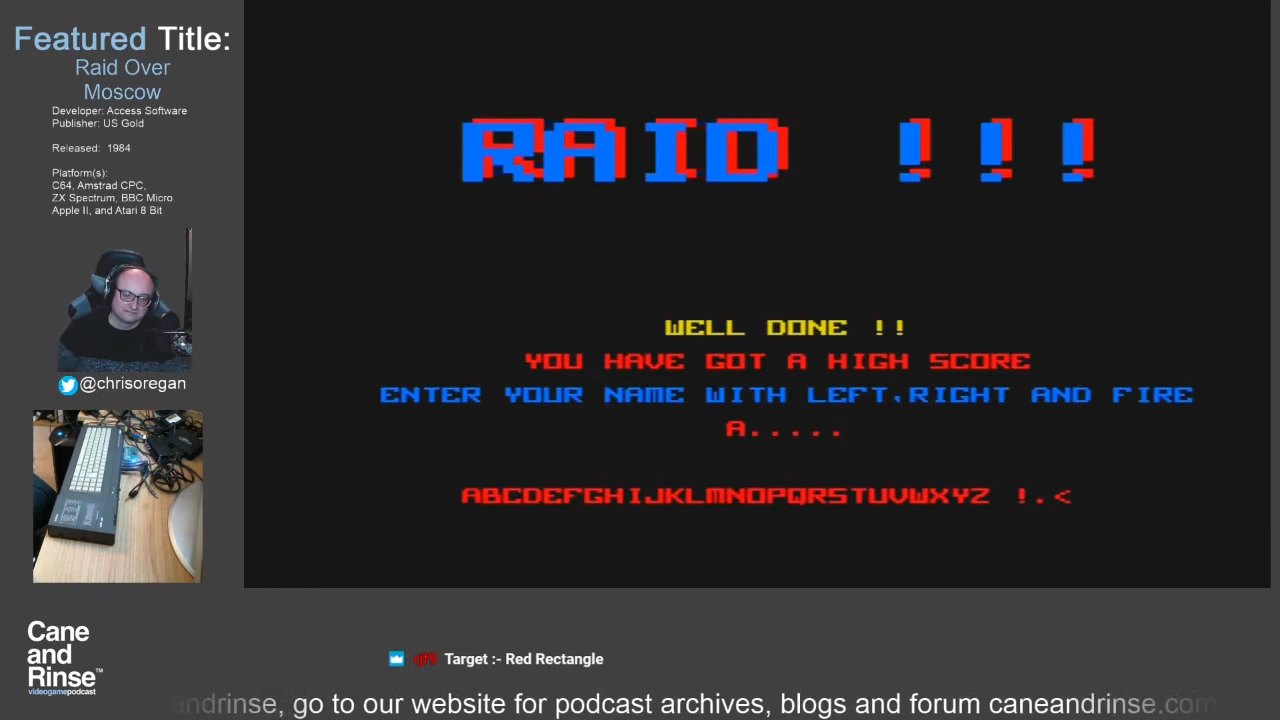 Featured Title:
Raid Over
Moscow
Developer: Access Software
Publisher: US Gold
Released: 1984
Platform(s):
C64, Amstrad CPC,
ZX Spectrum, BBC Micro
Apple II, and Atari 8 Bit
@chrisoregan
Cane
and
Rinse™
videogamepodcast
RAID !!!
WELL DONE !!
YOU HAVE GOT A HIGH SCORE
ENTER YOUR NAME WITH LEFT,RIGHT AND FIRE
A.....
ABCDEFGHIJKLMNOPQRSTUVWXYZ !.<
Target :- Red Rectangle
andrinse, go to our website for podcast archives, blogs and forum caneandrinse.com